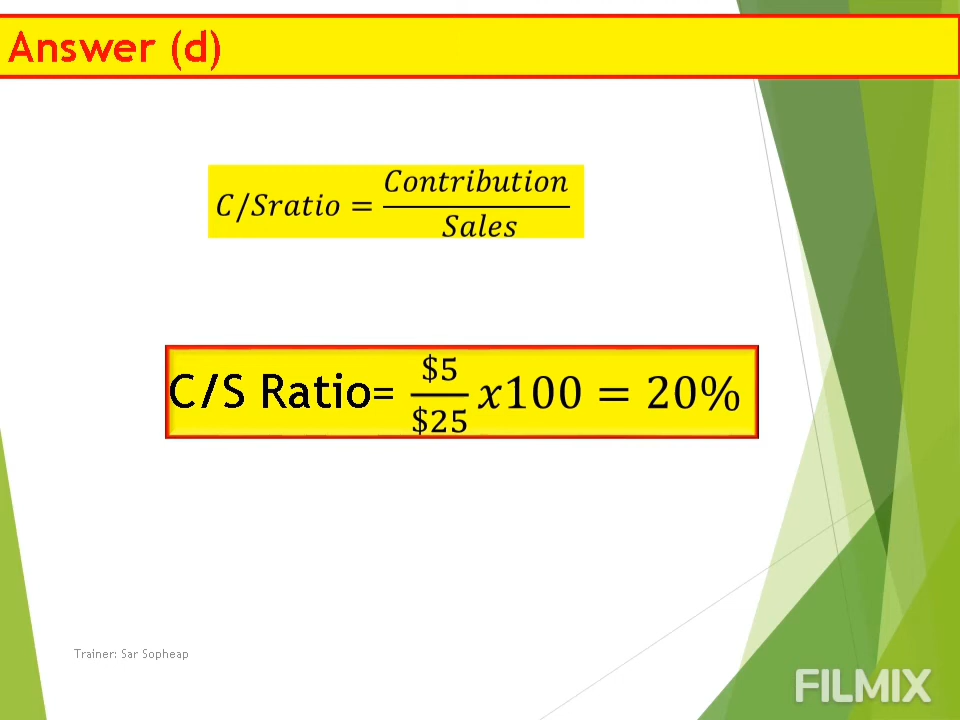 Answer (d)
C/Sratio = Contribution/Sales
C/S Ratio= $5/$25 x100 = 20%
Trainer: Sar Sopheap
FILMIX